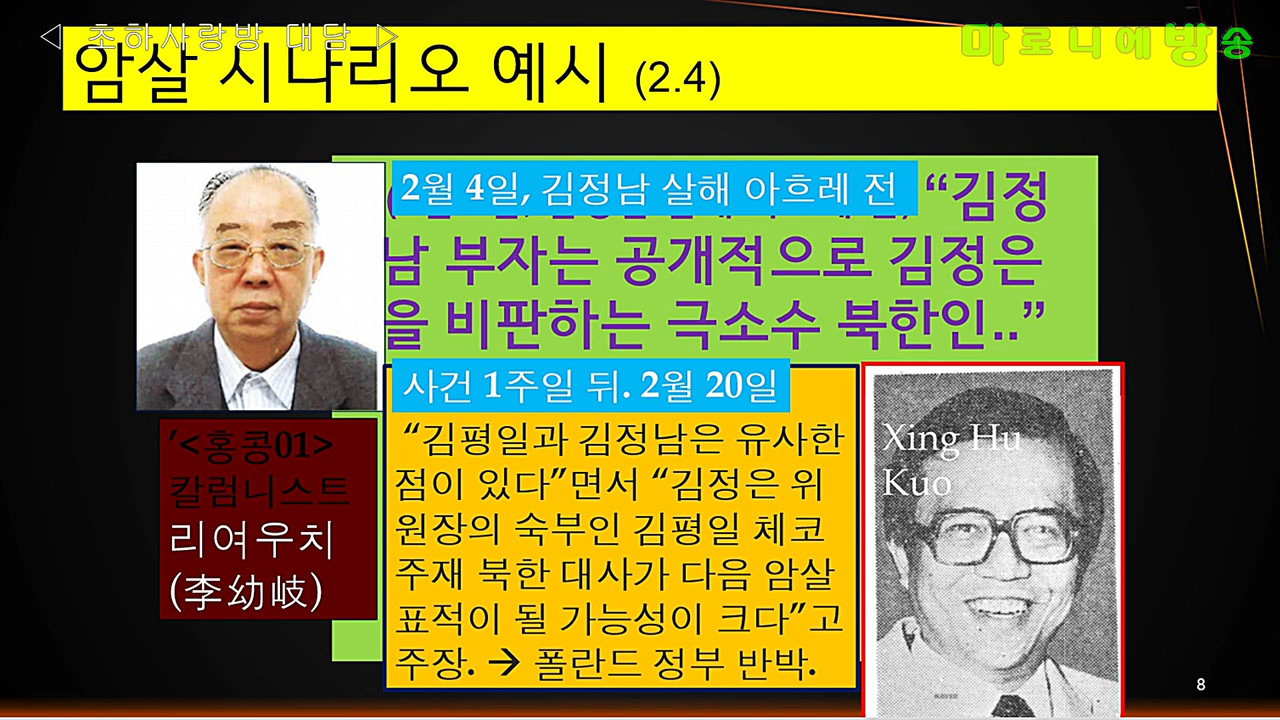 ◁ 초하사랑방 대담 ▷
마로니에방송
암살 시나리오 예시 (2.4)
2월 4일, 김정남 살해 아흐레 전
“김정
남 부자는 공개적으로 김정은
을 비판하는 극소수 북한인..”
사건 1주일 뒤. 2월 20일
“김평일과 김정남은 유사한
점이 있다”면서 “김정은 위
원장의 숙부인 김평일 체코
주재 북한 대사가 다음 암살
표적이 될 가능성이 크다”고
주장. → 폴란드 정부 반박.
’<홍콩01>
칼럼니스트
리여우치
(李幼岐)
Xing Hu
Kuo
8